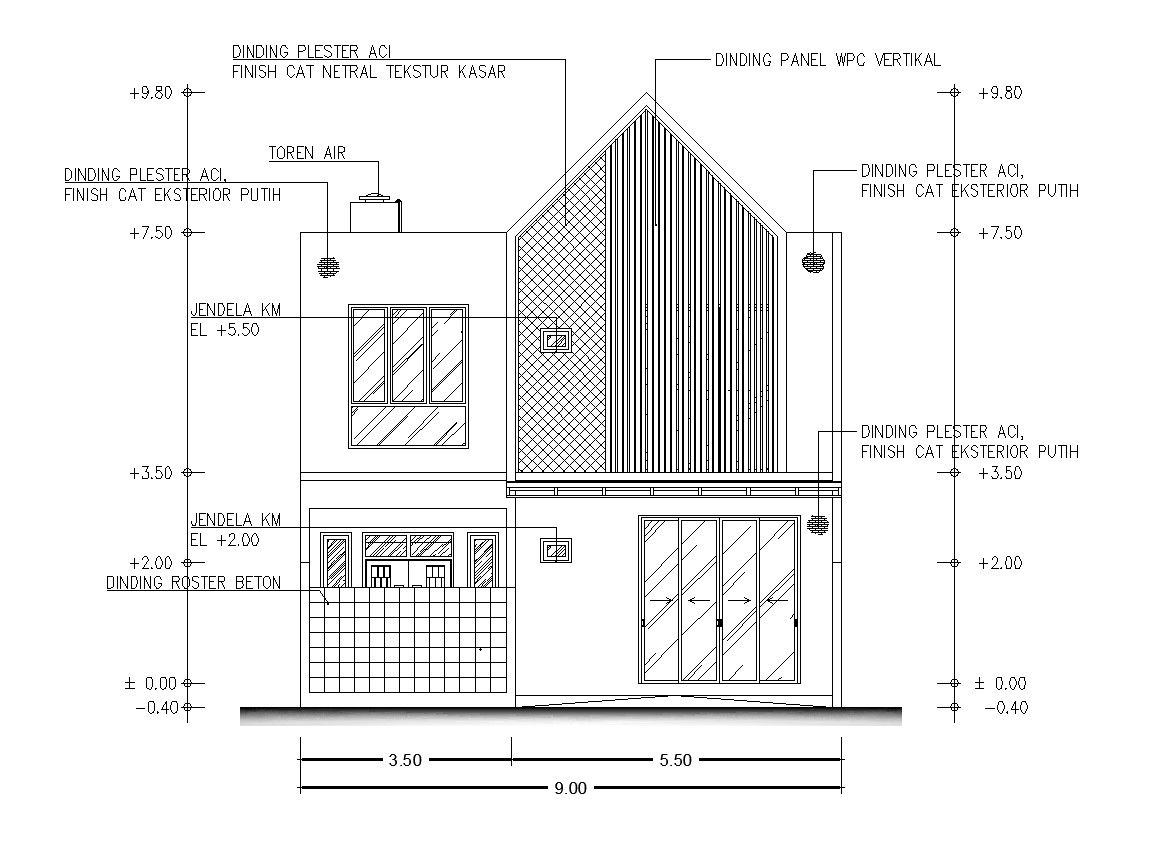 DINDING PLESTER ACI
FINISH CAT NETRAL TEKSTUR KASAR
DINDING PANEL WPC VERTIKAL
+9.80
+9.80
TOREN AIR
DINDING PLESTER ACI,
FINISH CAT EKSTERIOR PUTIH
DINDING PLESTER ACI,
FINISH CAT EKSTERIOR PUTIH
+7.50
+7.50
JENDELA KM
EL +5.50
DINDING PLESTER ACI,
FINISH CAT EKSTERIOR PUTIH
+3.50
+3.50
JENDELA KM
EL +2.00
+2.00
+2.00
DINDING ROSTER BETON
± 0.00
± 0.00
-0.40
-0.40
3.50
5.50
9.00